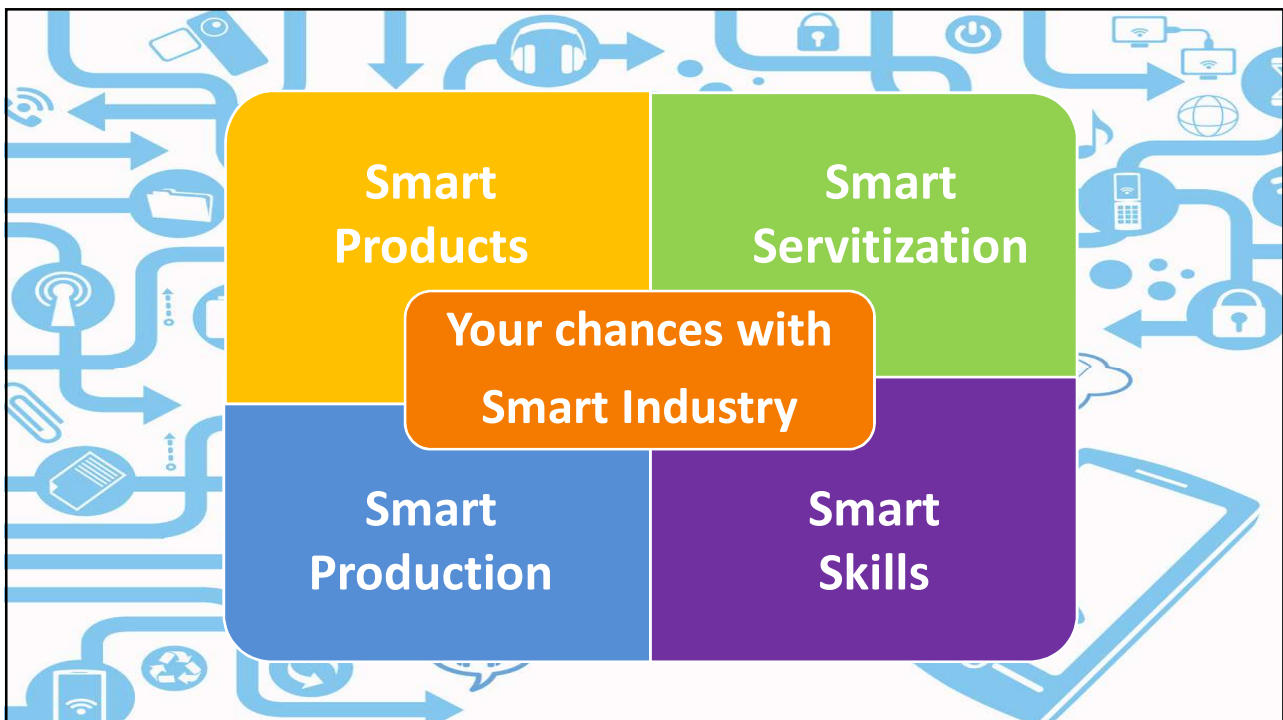 Smart
Products
Smart
Servitization
Your chances with
Smart Industry
Smart
Production
Smart
Skills